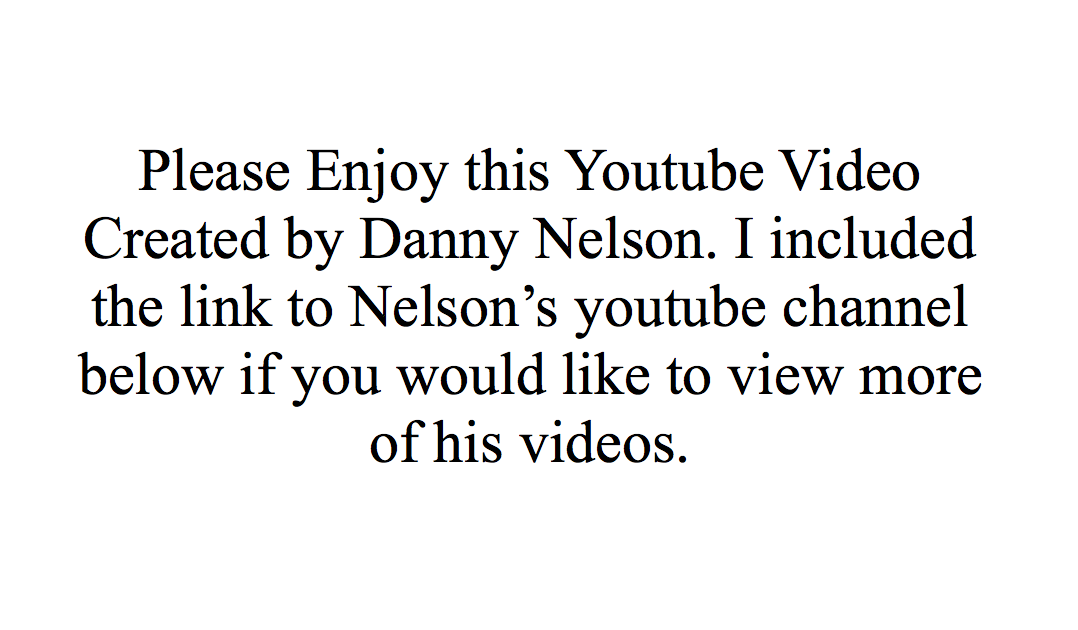 Please Enjoy this Youtube Video
Created by Danny Nelson. I included
the link to Nelson’s youtube channel
below if you would like to view more
of his videos.